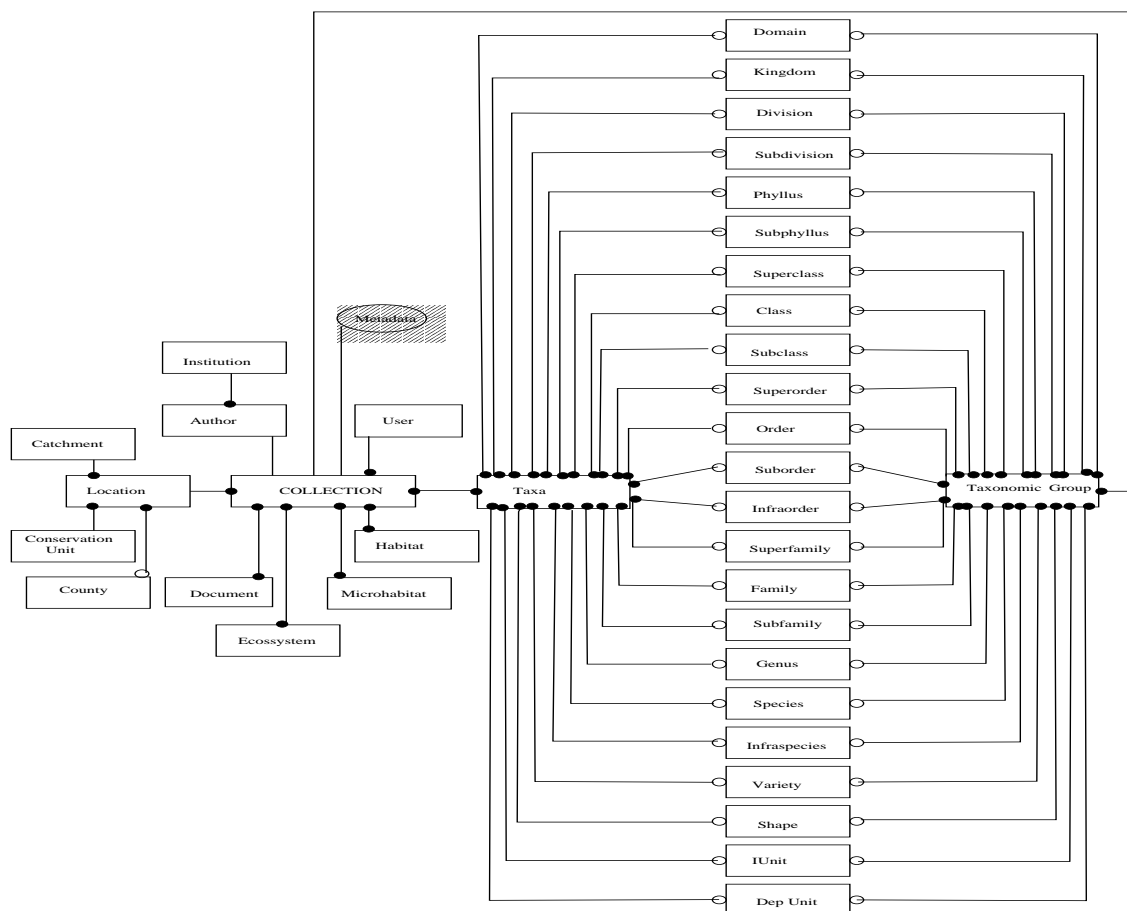 Domain
Kingdom
Division
Subdivision
Phyllus
Subphyllus
Superclass
Class
Subclass
Superorder
Order
Suborder
Infraorder
Superfamily
Family
Subfamily
Genus
Species
Infraspecies
Variety
Shape
IUnit
Dep Unit
Metadata
Institution
Author
User
Catchment
Location
COLLECTION
Taxa
Taxonomic Group
Conservation
Unit
County
Document
Ecossystem
Microhabitat
Habitat